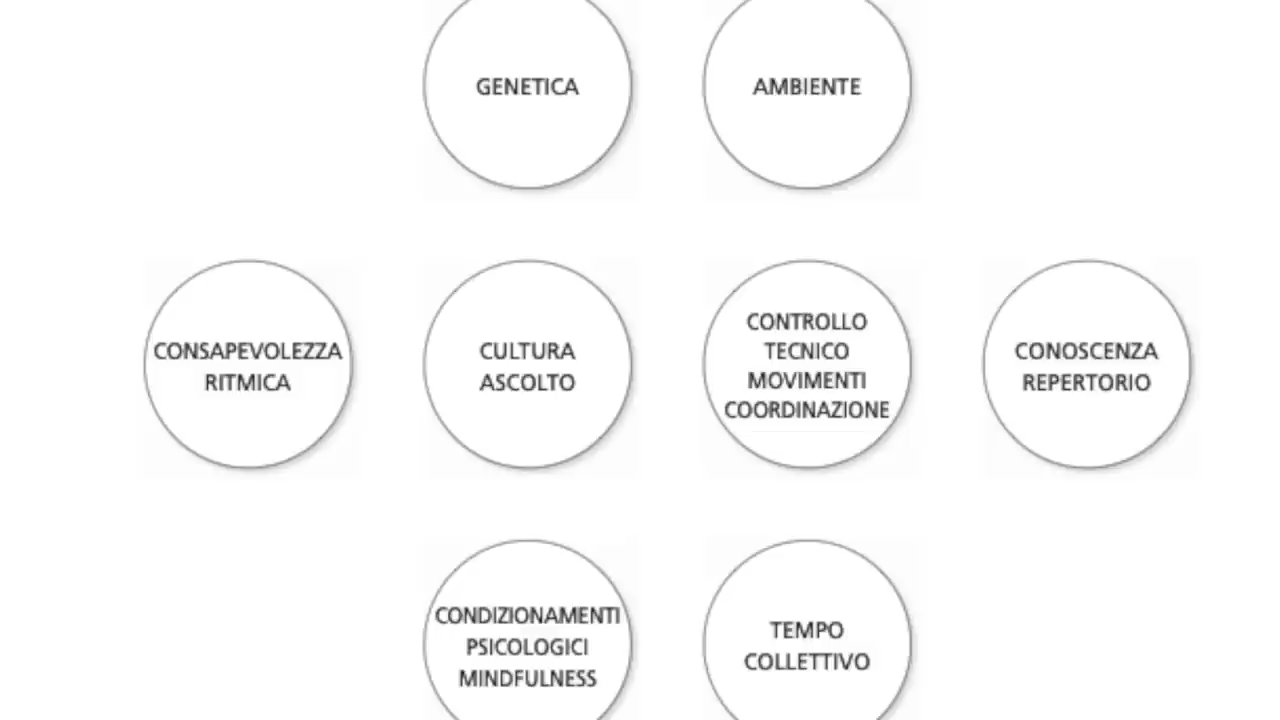 GENETICA
AMBIENTE
CONSAPEVOLEZZA
RITMICA
CULTURA
ASCOLTO
CONTROLLO
TECNICO
MOVIMENTI
COORDINAZIONE
CONOSCENZA
REPERTORIO
CONDIZIONAMENTI
PSICOLOGICI
MINDFULNESS
TEMPO
COLLETTIVO